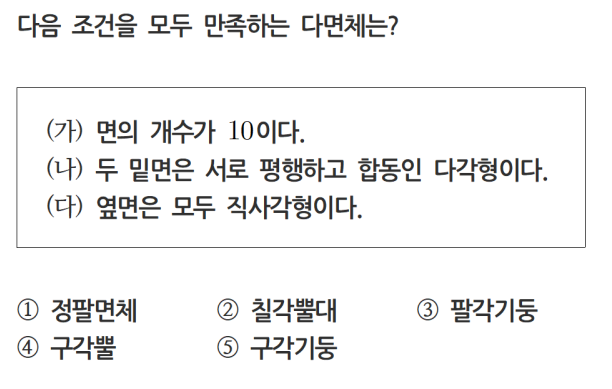 다음 조건을 모두 만족하는 다면체는?
(가) 면의 개수가 10이다.
(나) 두 밑면은 서로 평행하고 합동인 다각형이다.
(다) 옆면은 모두 직사각형이다.
① 정팔면체 ② 칠각뿔대 ③ 팔각기둥
④ 구각뿔 ⑤ 구각기둥